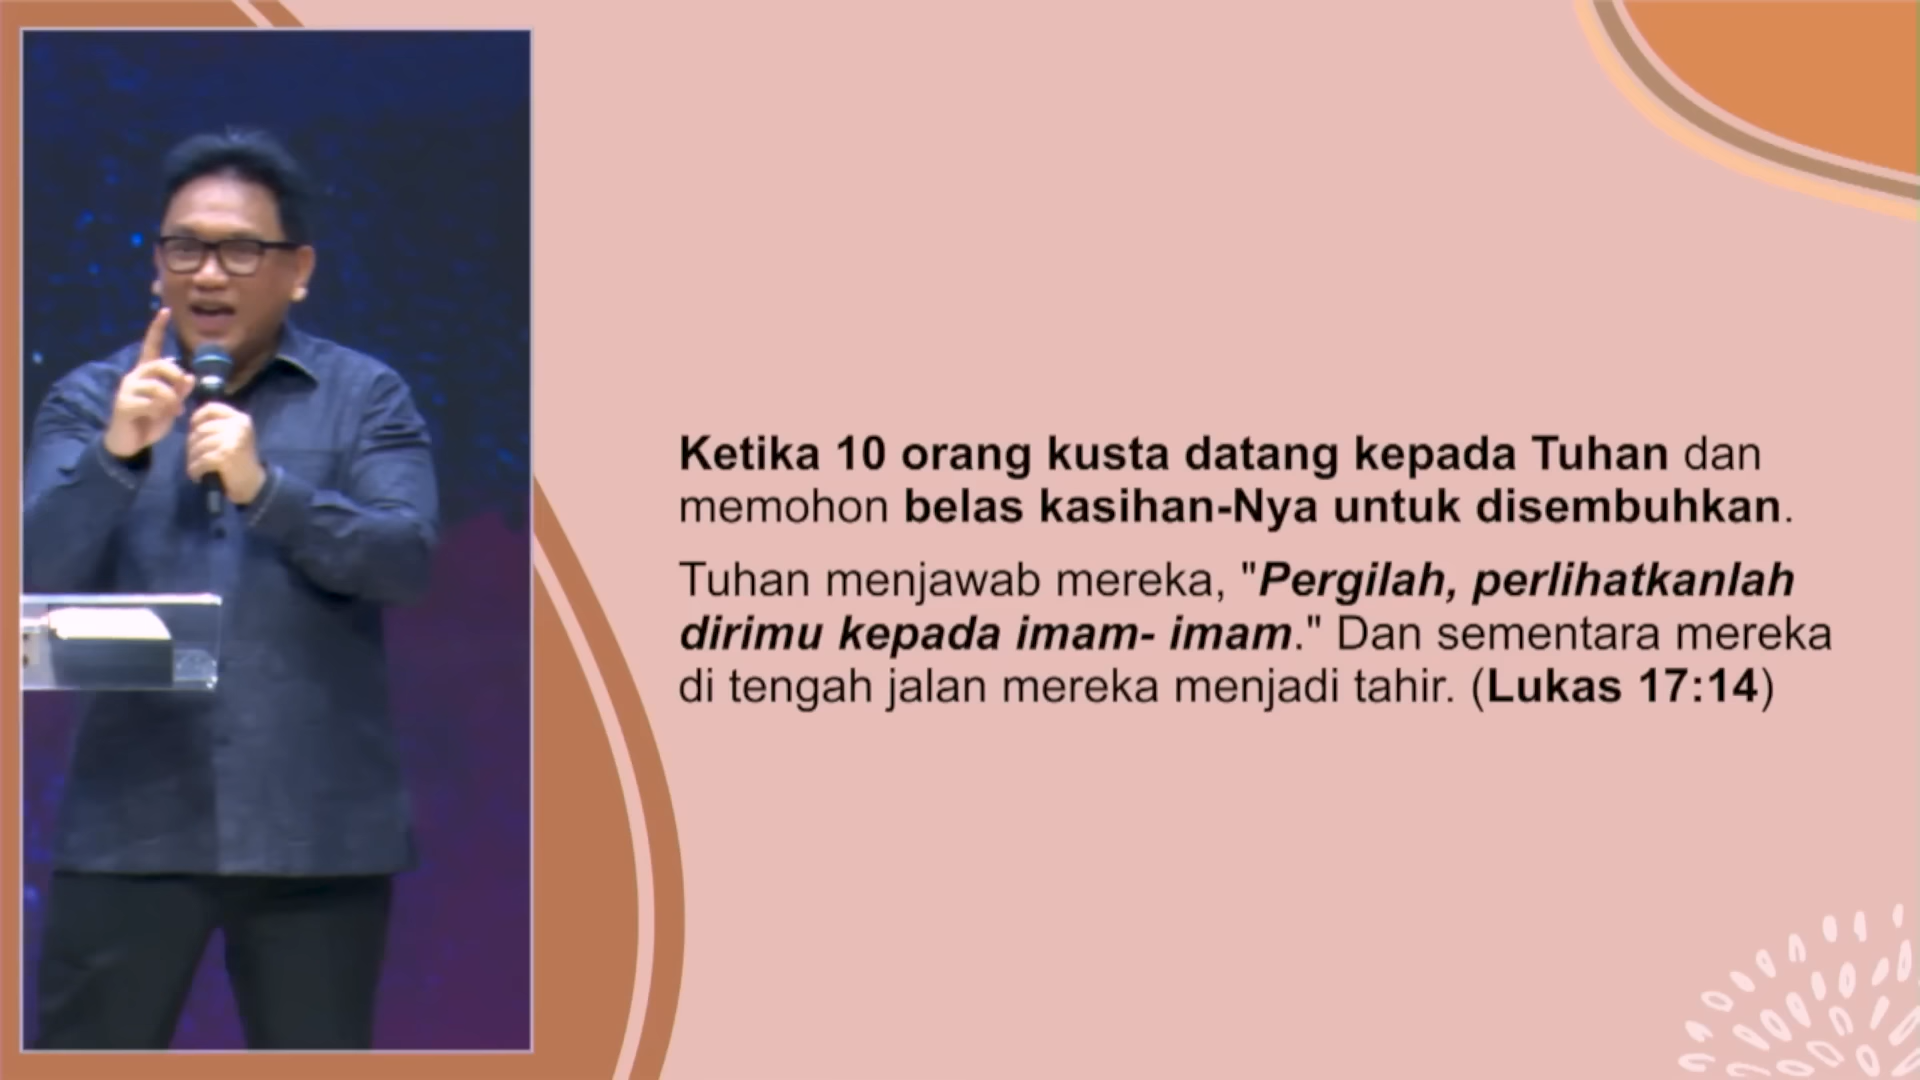 Ketika 10 orang kusta datang kepada Tuhan dan
memohon belas kasihan-Nya untuk disembuhkan.
Tuhan menjawab mereka, "Pergilah, perlihatkanlah
dirimu kepada imam- imam." Dan sementara mereka
di tengah jalan mereka menjadi tahir. (Lukas 17:14)